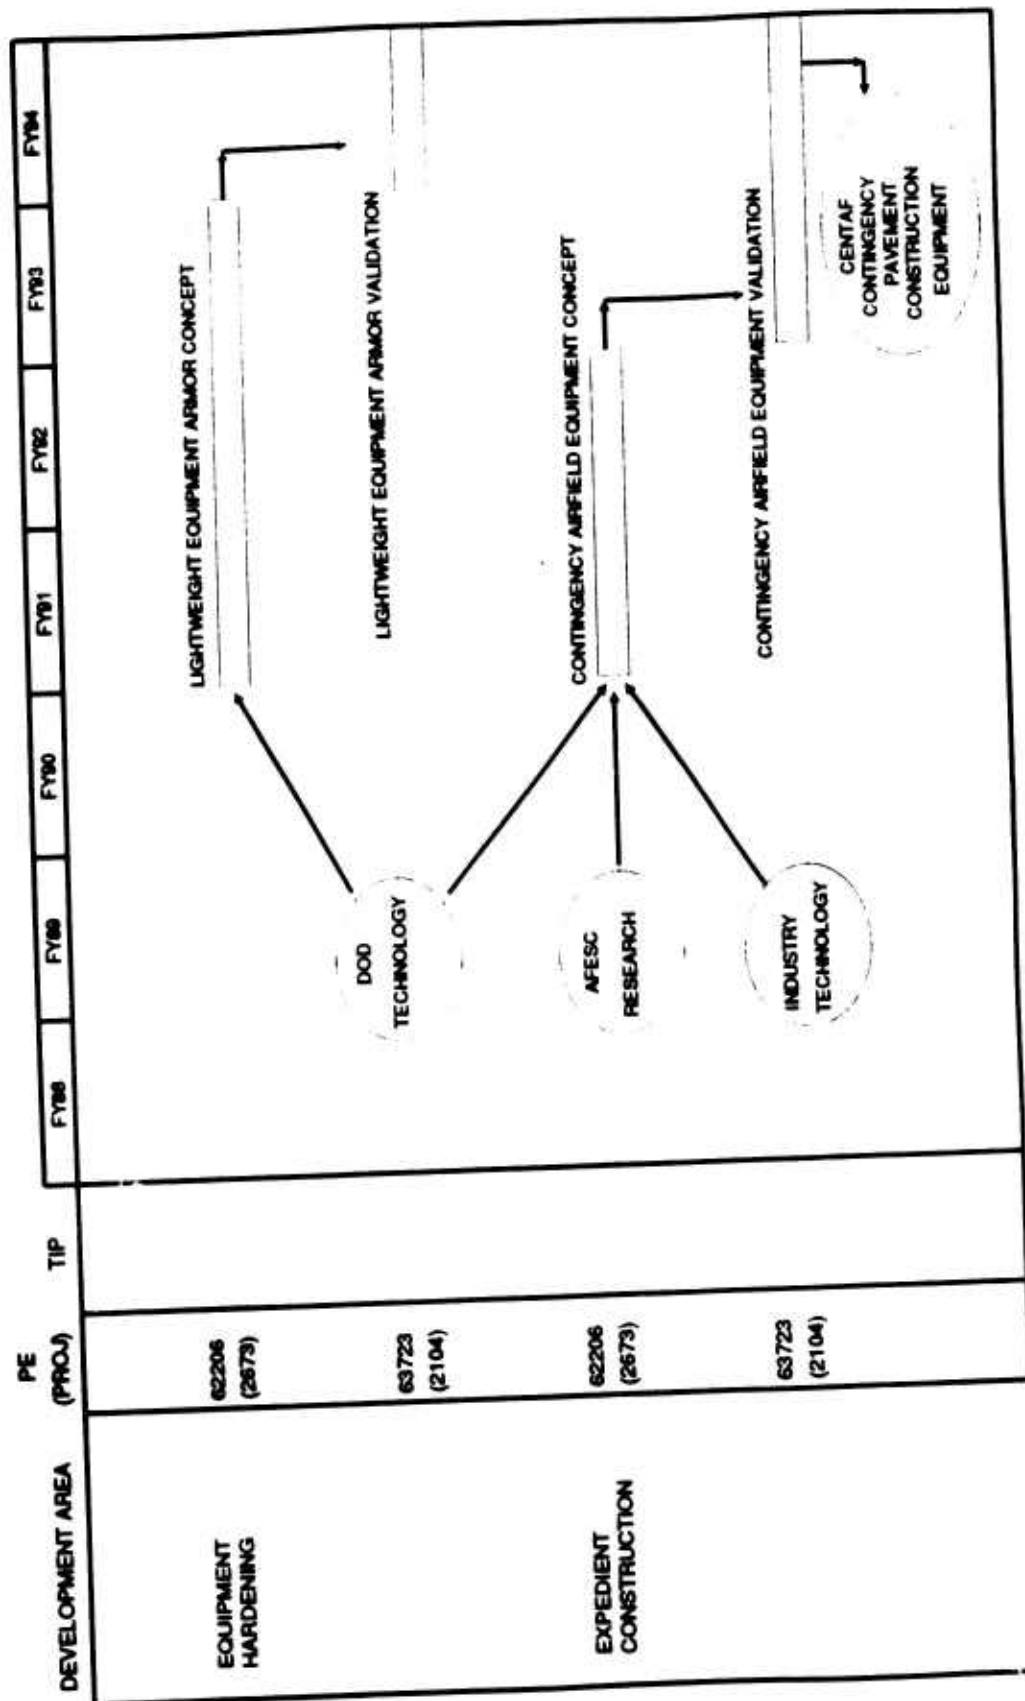 DEVELOPMENT AREA
PE
(PROJ)
TIP
FY88
FY89
FY90
FY91
FY92
FY93
FY94
EQUIPMENT
HARDENING
62206
(2673)
LIGHTWEIGHT EQUIPMENT ARMOR CONCEPT
63723
(2104)
DOD
TECHNOLOGY
LIGHTWEIGHT EQUIPMENT ARMOR VALIDATION
EXPEDIENT
CONSTRUCTION
62206
(2673)
AFESC
RESEARCH
CONTINGENCY AIRFIELD EQUIPMENT CONCEPT
63723
(2104)
INDUSTRY
TECHNOLOGY
CONTINGENCY AIRFIELD EQUIPMENT VALIDATION
CENTAF
CONTINGENCY
PAVEMENT
CONSTRUCTION
EQUIPMENT